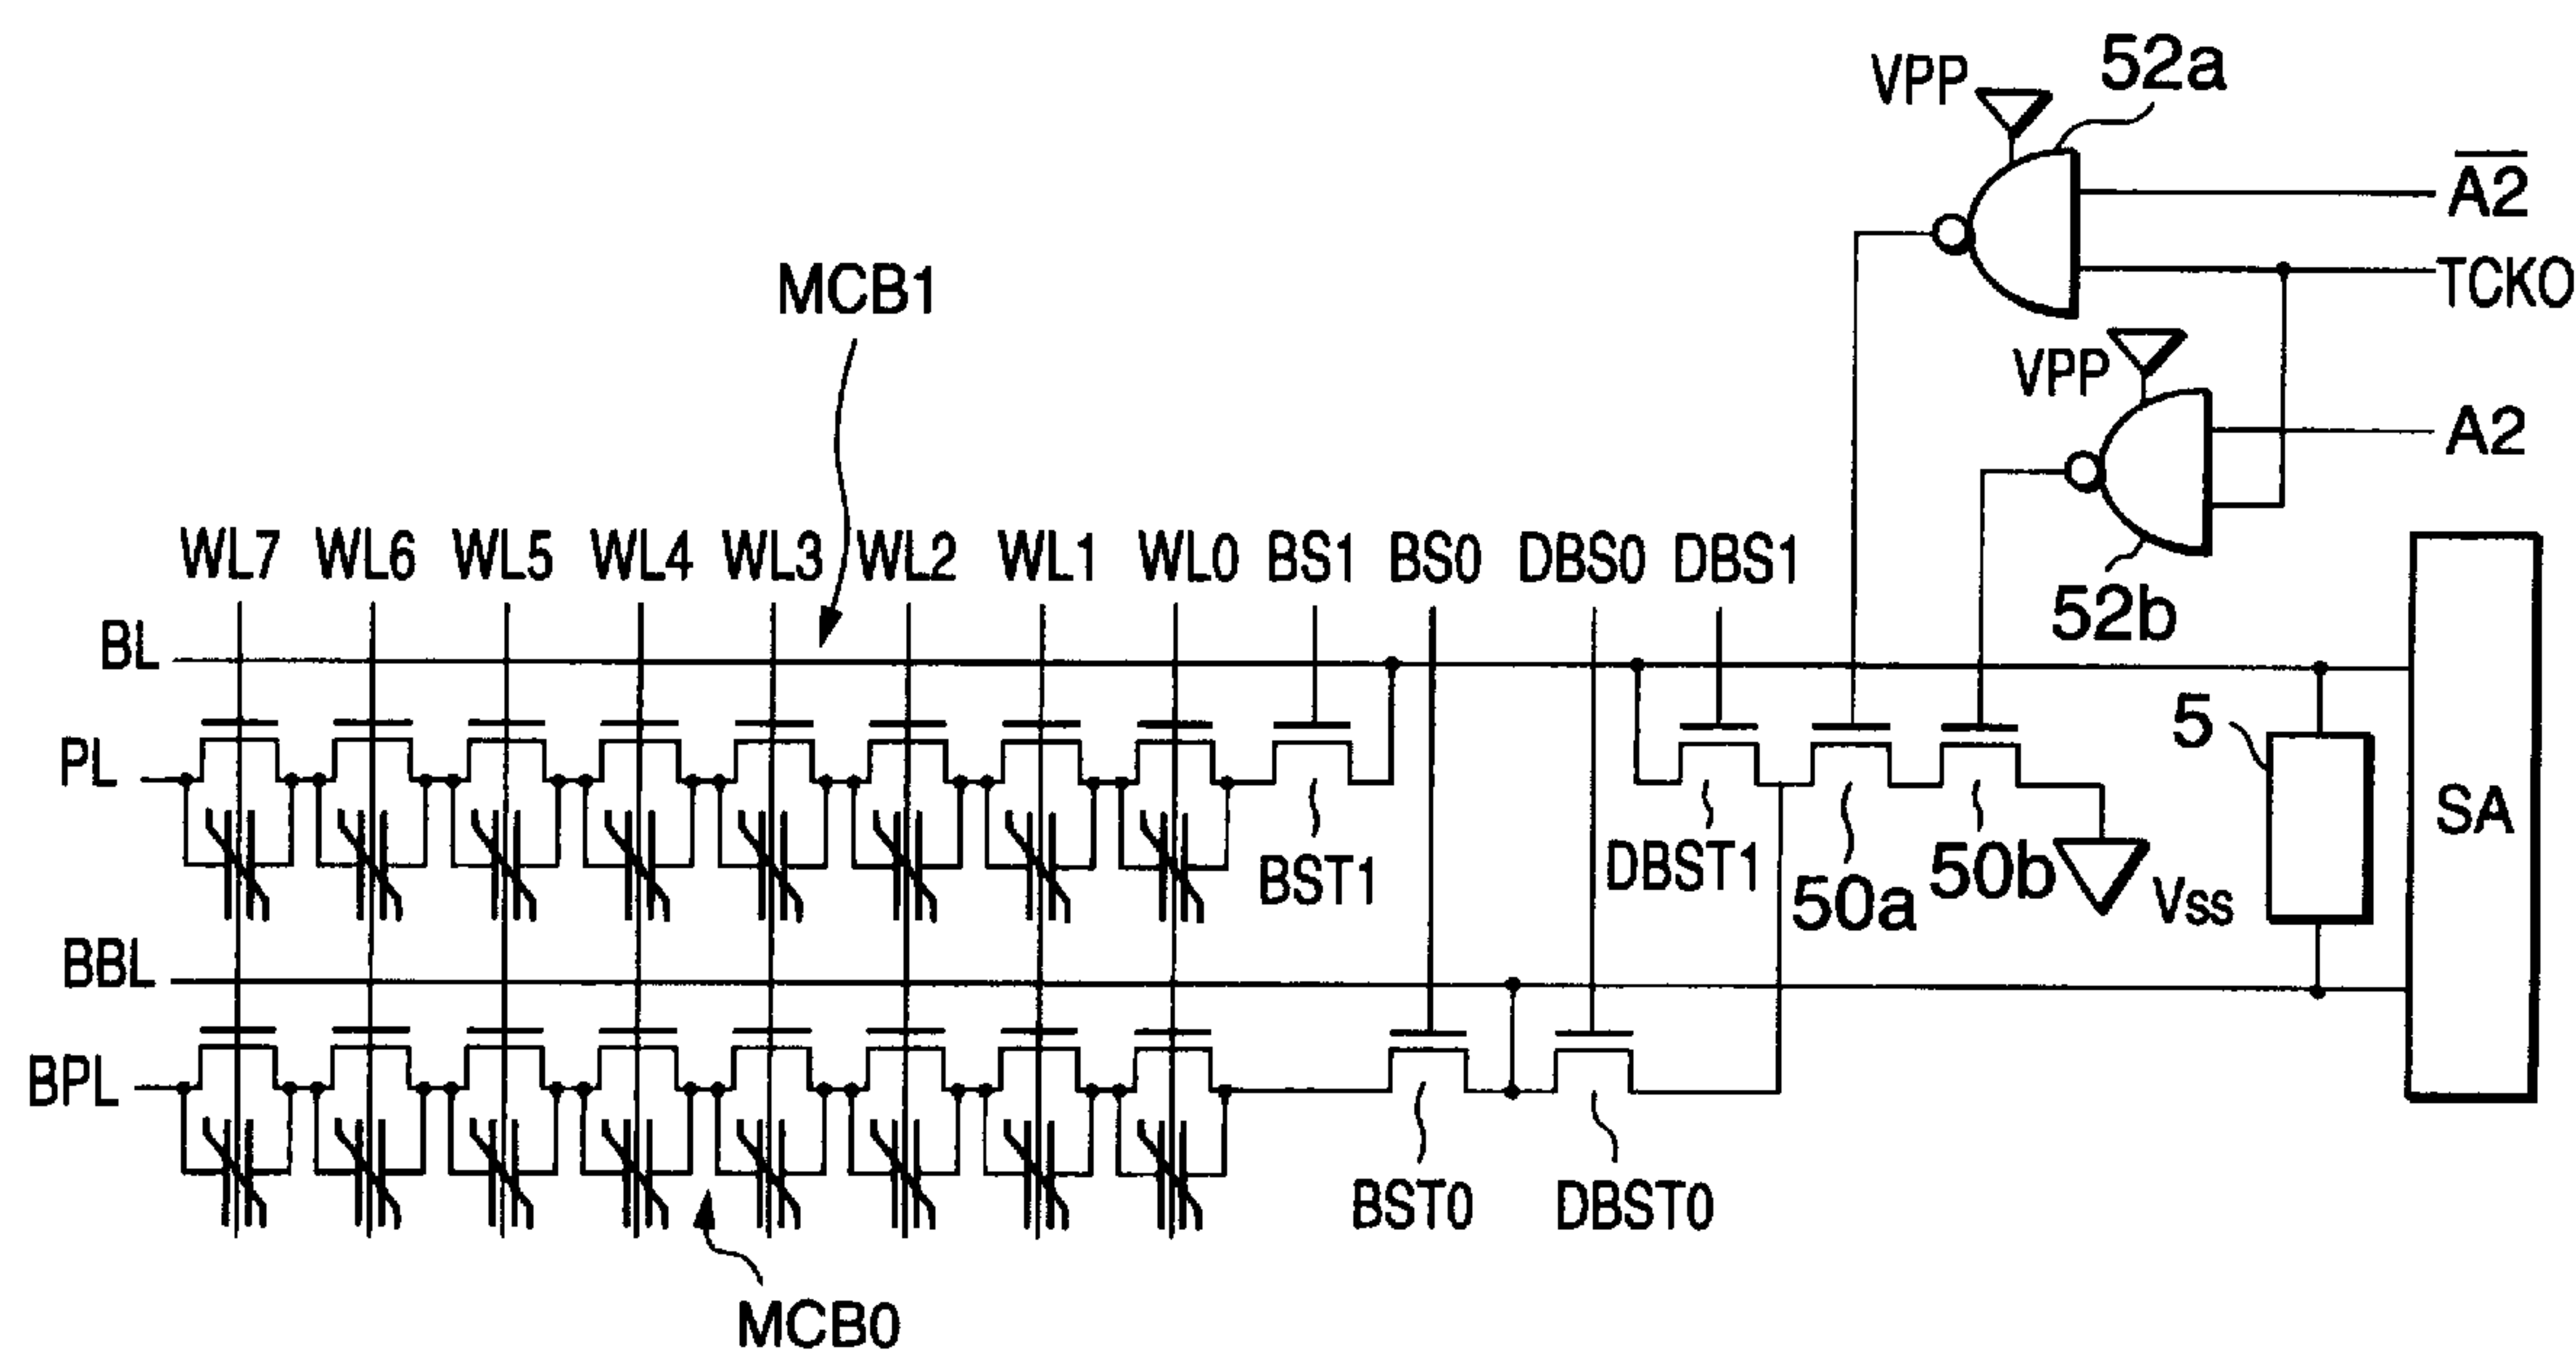 VPP
52a
A2̅
TCKO
VPP
A2
52b
MCB1
WL7 WL6 WL5 WL4 WL3 WL2 WL1 WL0 BS1 BS0 DBS0 DBS1
BL
PL
BST1
DBST1
50a
50b
Vss
5
SA
BBL
BPL
BST0
DBST0
MCB0